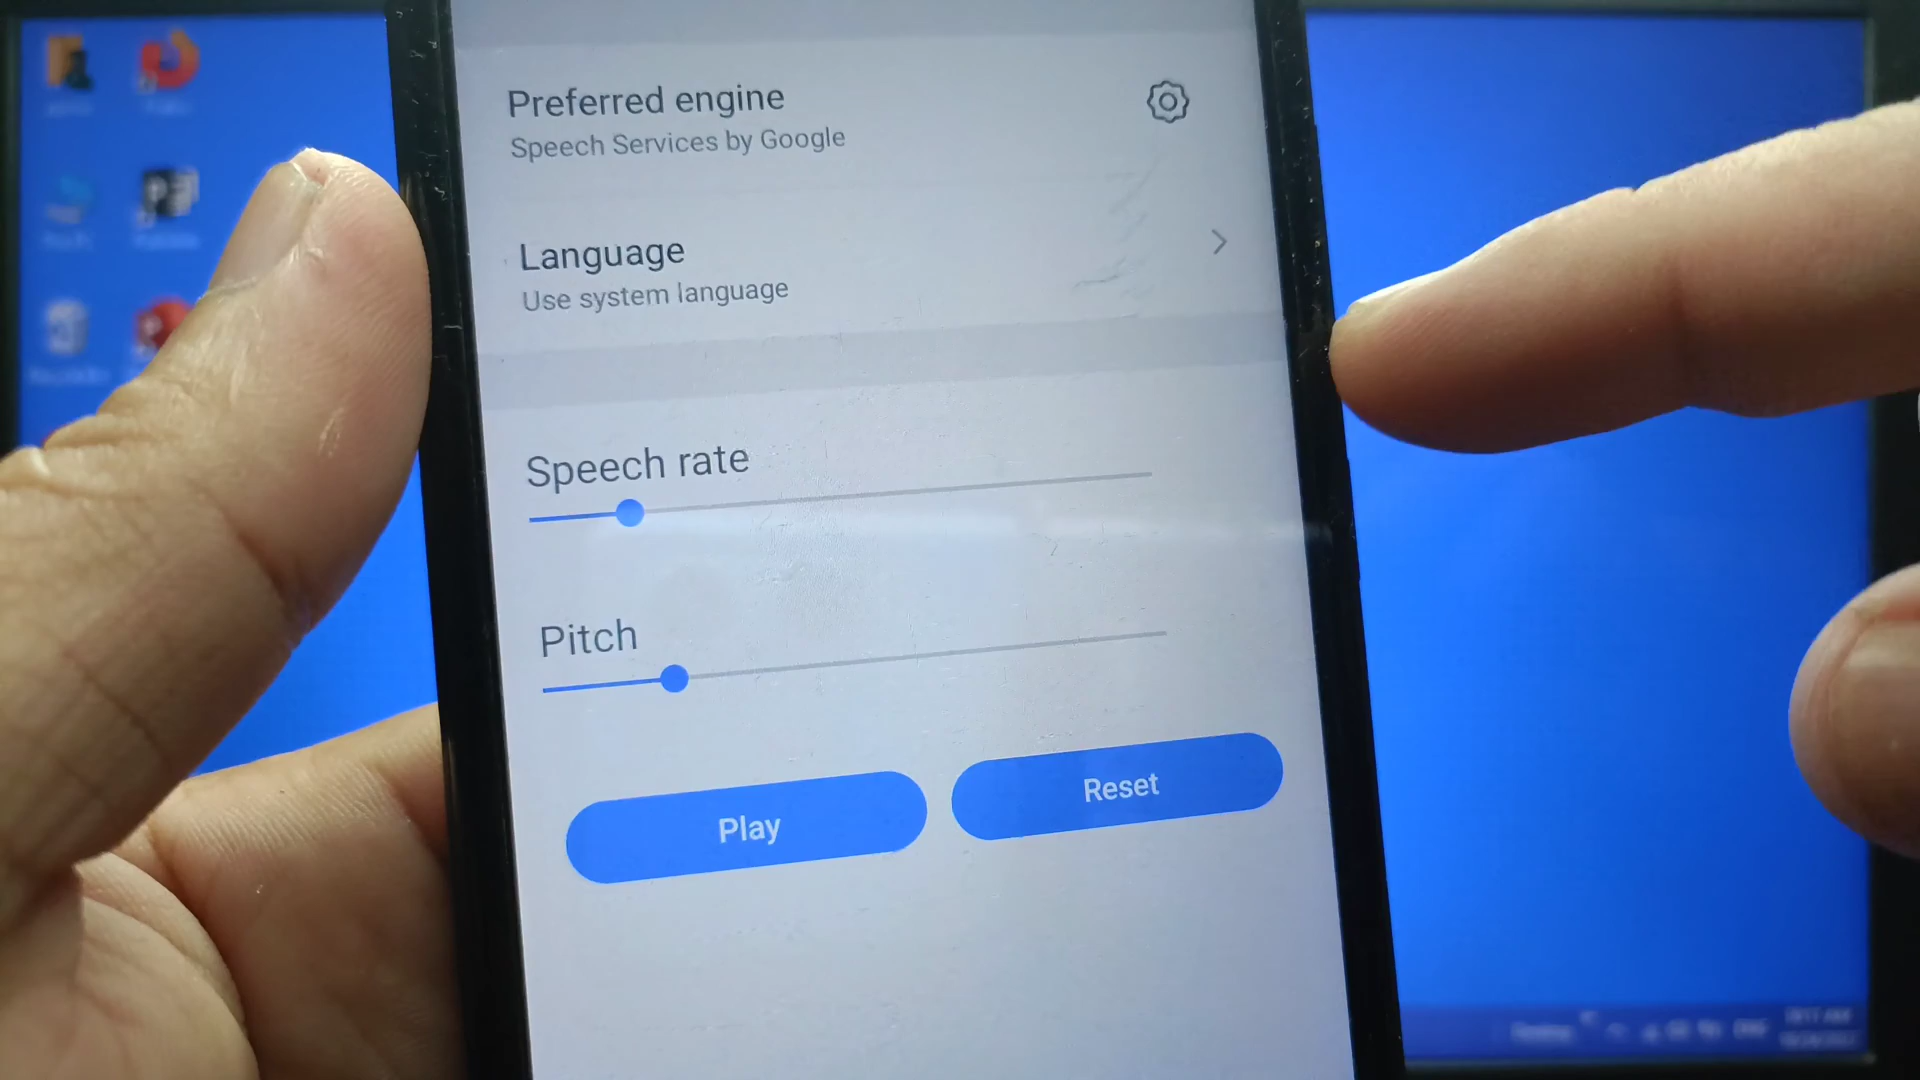 Preferred engine
Speech Services by Google
Language
Use system language
Speech rate
Pitch
Play
Reset